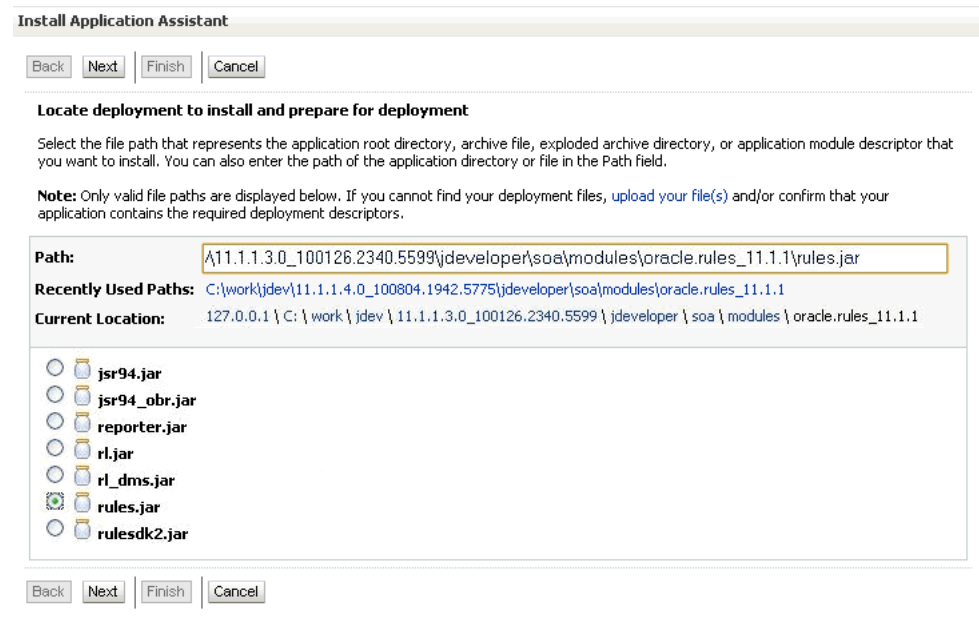 Install Application Assistant
Back Next Finish Cancel
Locate deployment to install and prepare for deployment
Select the file path that represents the application root directory, archive file, exploded archive directory, or application module descriptor that
you want to install. You can also enter the path of the application directory or file in the Path field.
Note: Only valid file paths are displayed below. If you cannot find your deployment files, upload your file(s) and/or confirm that your
application contains the required deployment descriptors.
Path: \11.1.1.3.0_100126.2340.5599\jdeveloper\soa\modules\oracle.rules_11.1.1\rules.jar
Recently Used Paths: C:\work\jdev\11.1.1.4.0_100804.1942.5775\jdeveloper\soa\modules\oracle.rules_11.1.1
Current Location: 127.0.0.1 \ C: \ work \ jdev \ 11.1.1.3.0_100126.2340.5599 \ jdeveloper \ soa \ modules \ oracle.rules_11.1.1
jsr94.jar
jsr94_obr.jar
reporter.jar
rl.jar
rl_dms.jar
rules.jar
rulesdk2.jar
Back Next Finish Cancel